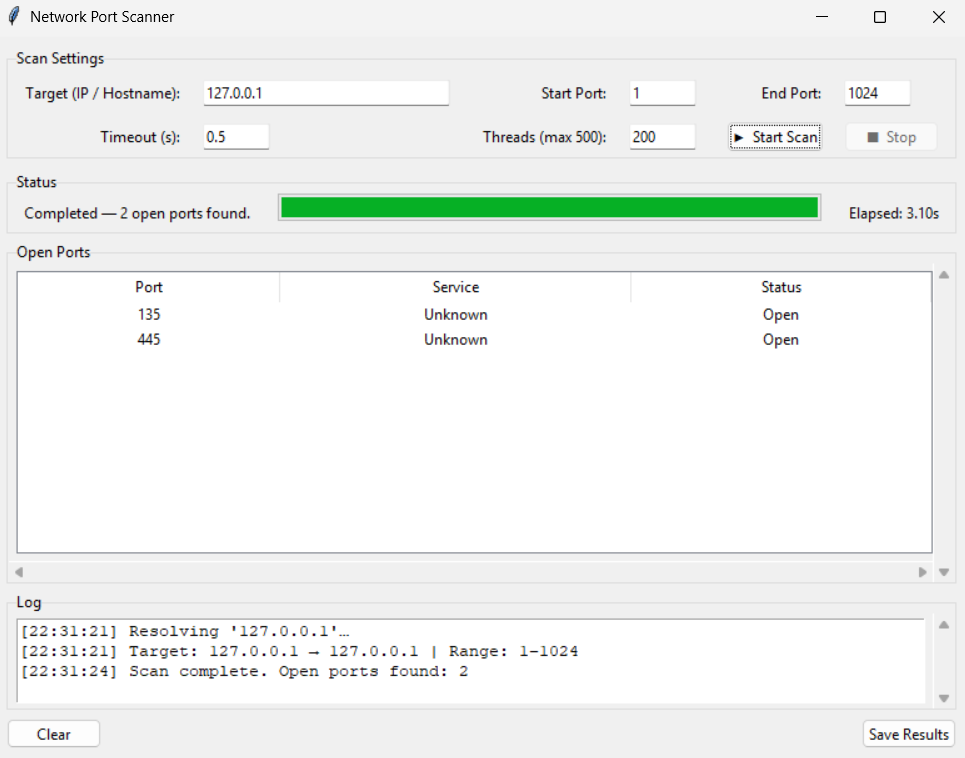 Network Port Scanner
Scan Settings
Target (IP / Hostname): 127.0.0.1 Start Port: 1 End Port: 1024
Timeout (s): 0.5 Threads (max 500): 200 ► Start Scan ■ Stop
Status
Completed — 2 open ports found. Elapsed: 3.10s
Open Ports
Port Service Status
135 Unknown Open
445 Unknown Open
Log
[22:31:21] Resolving '127.0.0.1'…
[22:31:21] Target: 127.0.0.1 → 127.0.0.1 | Range: 1–1024
[22:31:24] Scan complete. Open ports found: 2
Clear Save Results